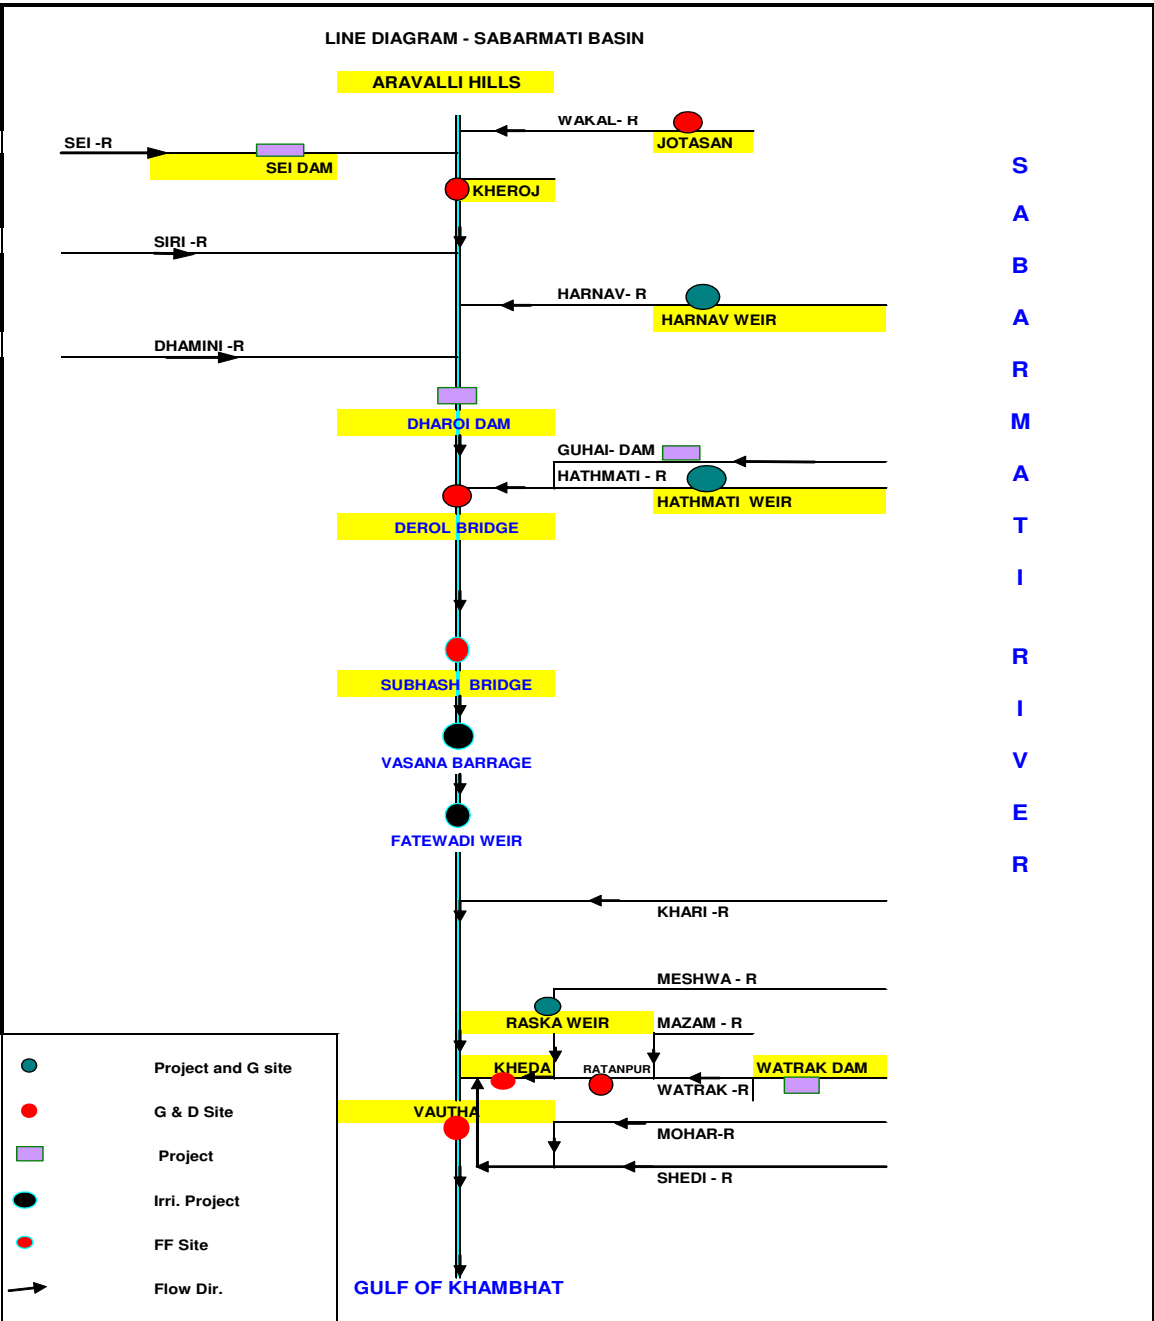 LINE DIAGRAM - SABARMATI BASIN
ARAVALLI HILLS
WAKAL- R
SEI -R
JOTASAN
SEI DAM
KHEROJ
SIRI -R
HARNAV- R
HARNAV WEIR
DHAMINI -R
DHAROI DAM
GUHAI- DAM
HATHMATI - R
HATHMATI WEIR
DEROL BRIDGE
SUBHASH BRIDGE
VASANA BARRAGE
FATEWADI WEIR
KHARI -R
MESHWA - R
RASKA WEIR
MAZAM - R
KHEDA
RATANPUR
WATRAK DAM
WATRAK -R
VAUTHA
MOHAR-R
SHEDI - R
GULF OF KHAMBHAT
SABARMATI RIVER
Project and G site
G & D Site
Project
Irri. Project
FF Site
Flow Dir.